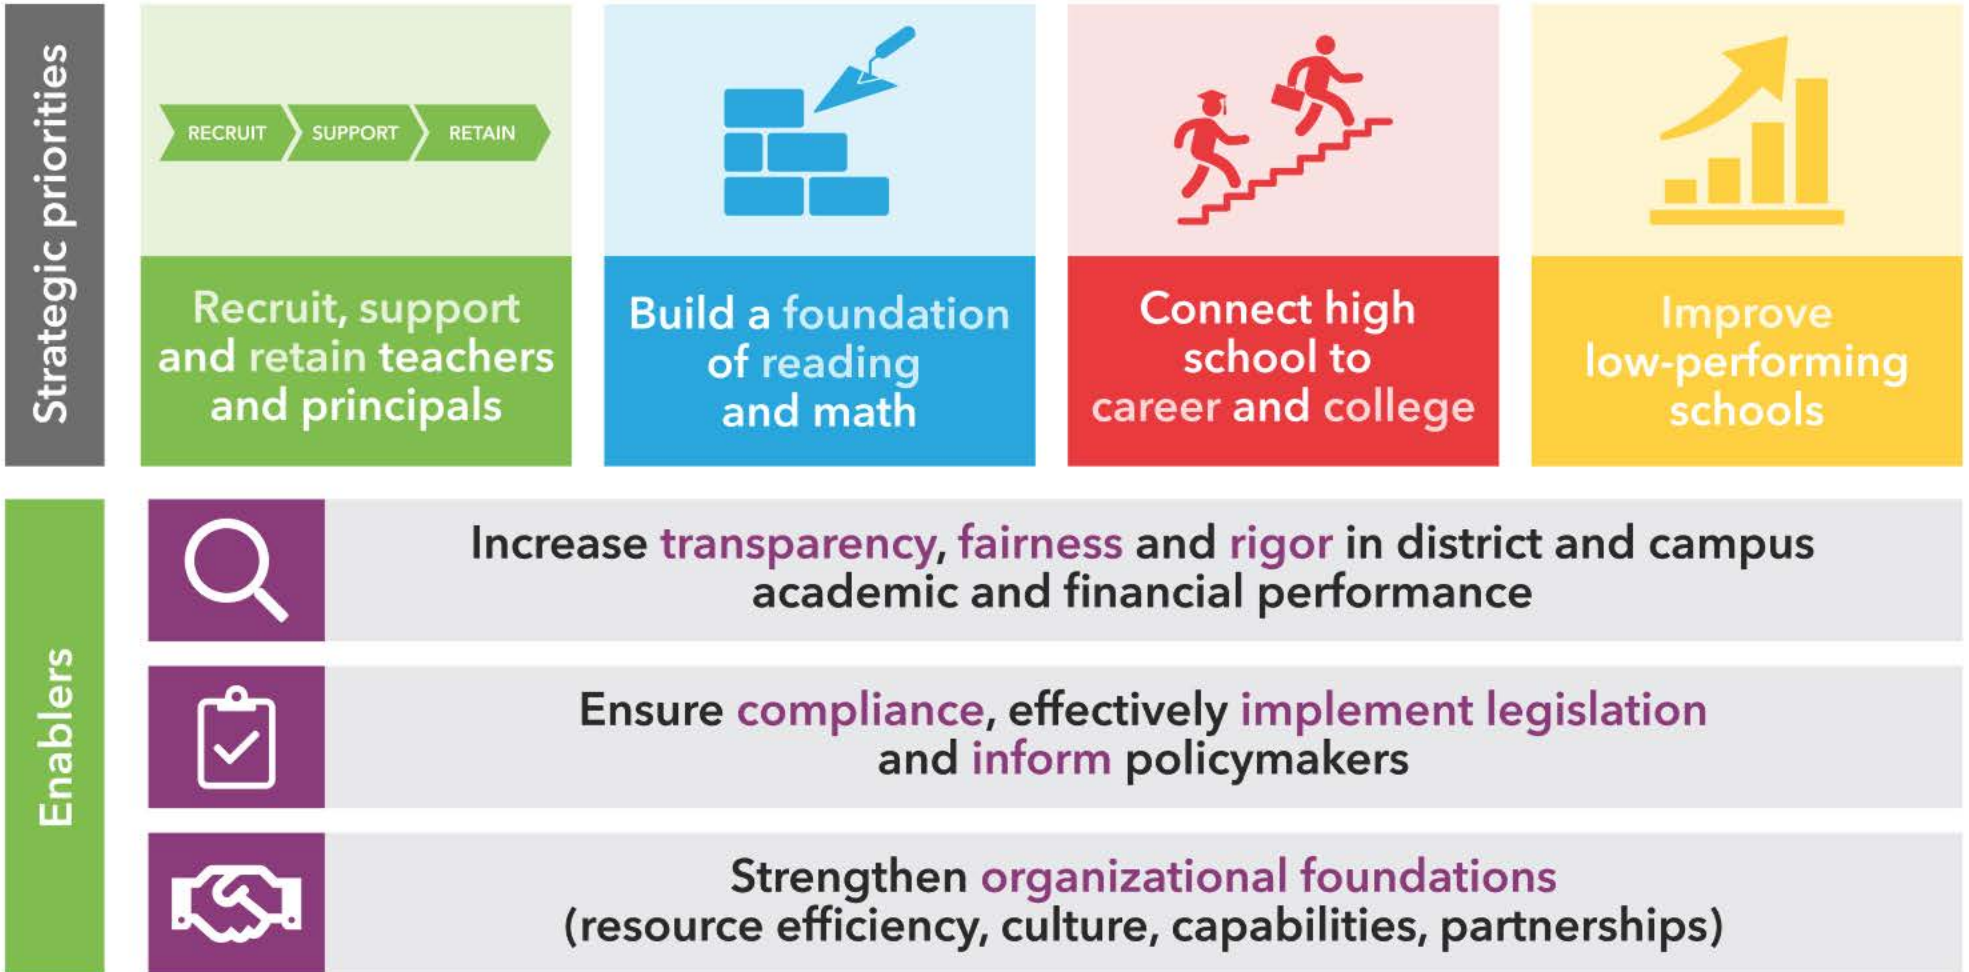 Strategic priorities
RECRUIT
SUPPORT
RETAIN
Recruit, support
and retain teachers
and principals
Build a foundation
of reading
and math
Connect high
school to
career and college
Improve
low-performing
schools
Enablers
Increase transparency, fairness and rigor in district and campus
academic and financial performance
Ensure compliance, effectively implement legislation
and inform policymakers
Strengthen organizational foundations
(resource efficiency, culture, capabilities, partnerships)